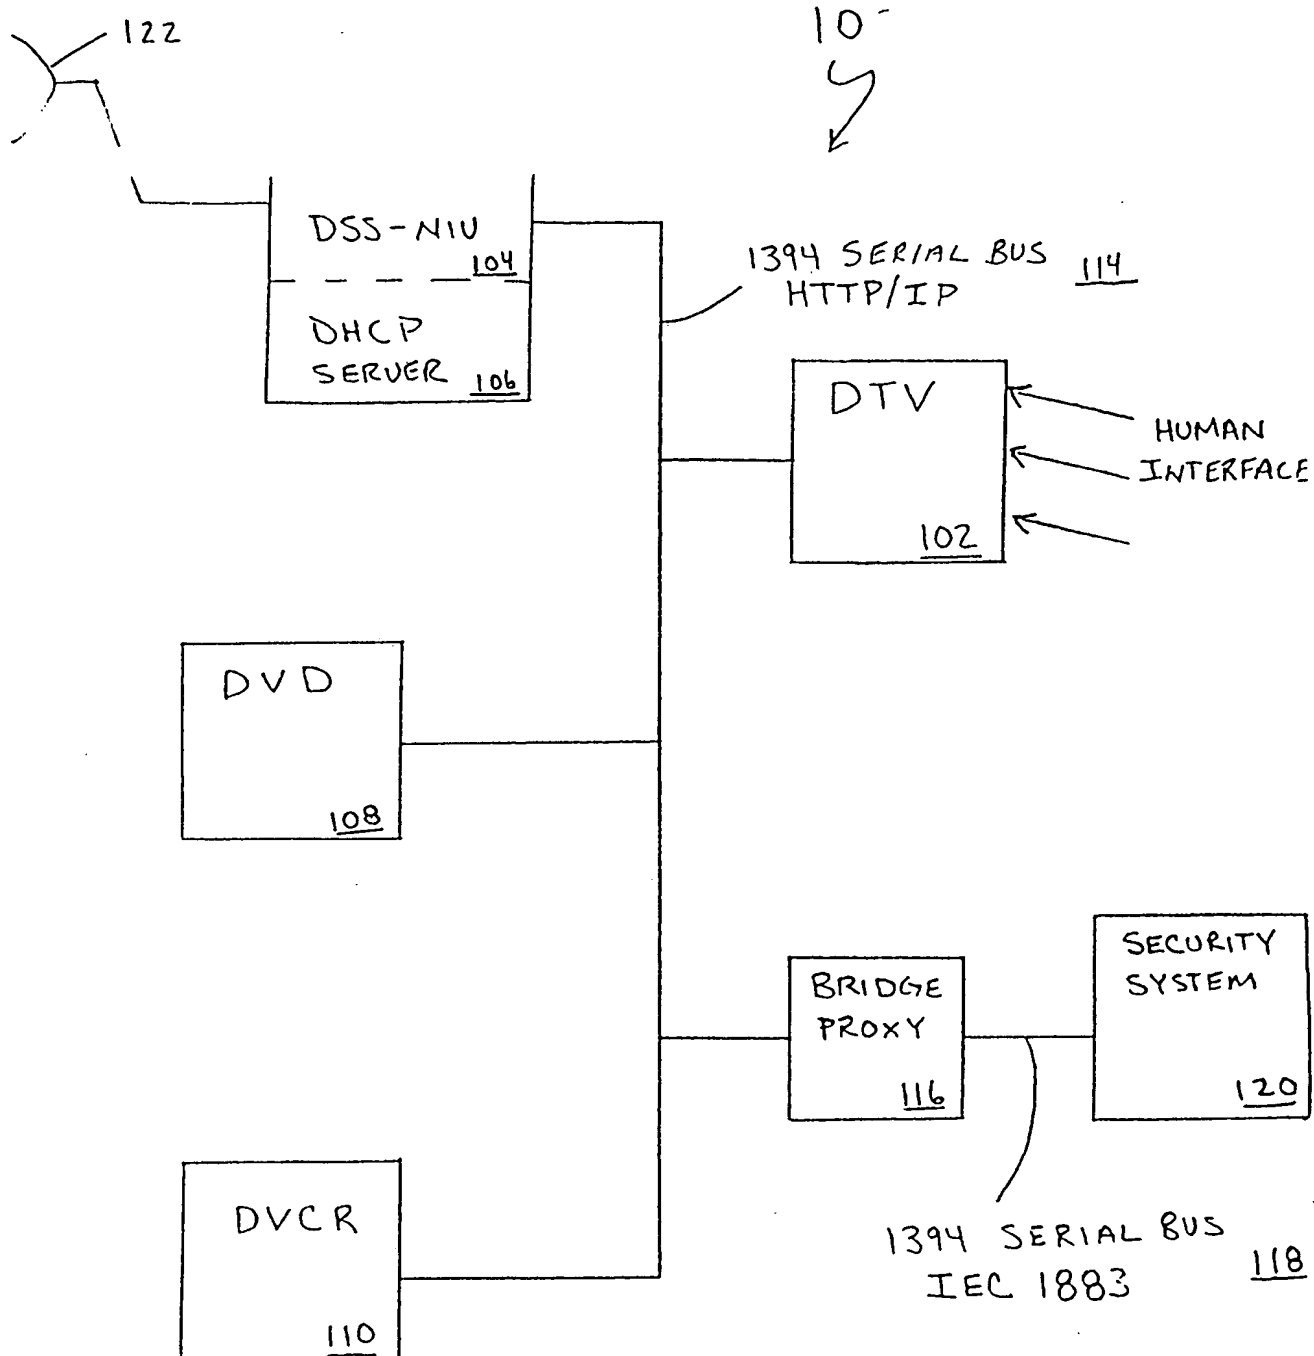 122
10
DSS-NIU
104
DHCP
SERVER
106
1394 SERIAL BUS
HTTP/IP
114
DTV
102
HUMAN
INTERFACE
DVD
108
BRIDGE
PROXY
116
SECURITY
SYSTEM
120
DVCR
110
1394 SERIAL BUS
IEC 1883
118